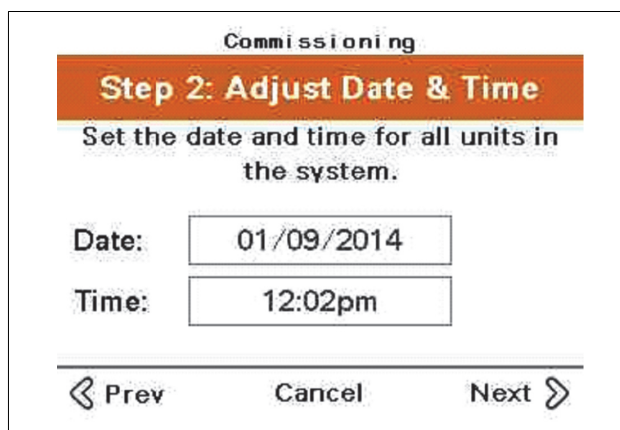 Commissioning
Step 2: Adjust Date & Time
Set the date and time for all units in
the system.
Date: 01/09/2014
Time: 12:02pm
Prev Cancel Next